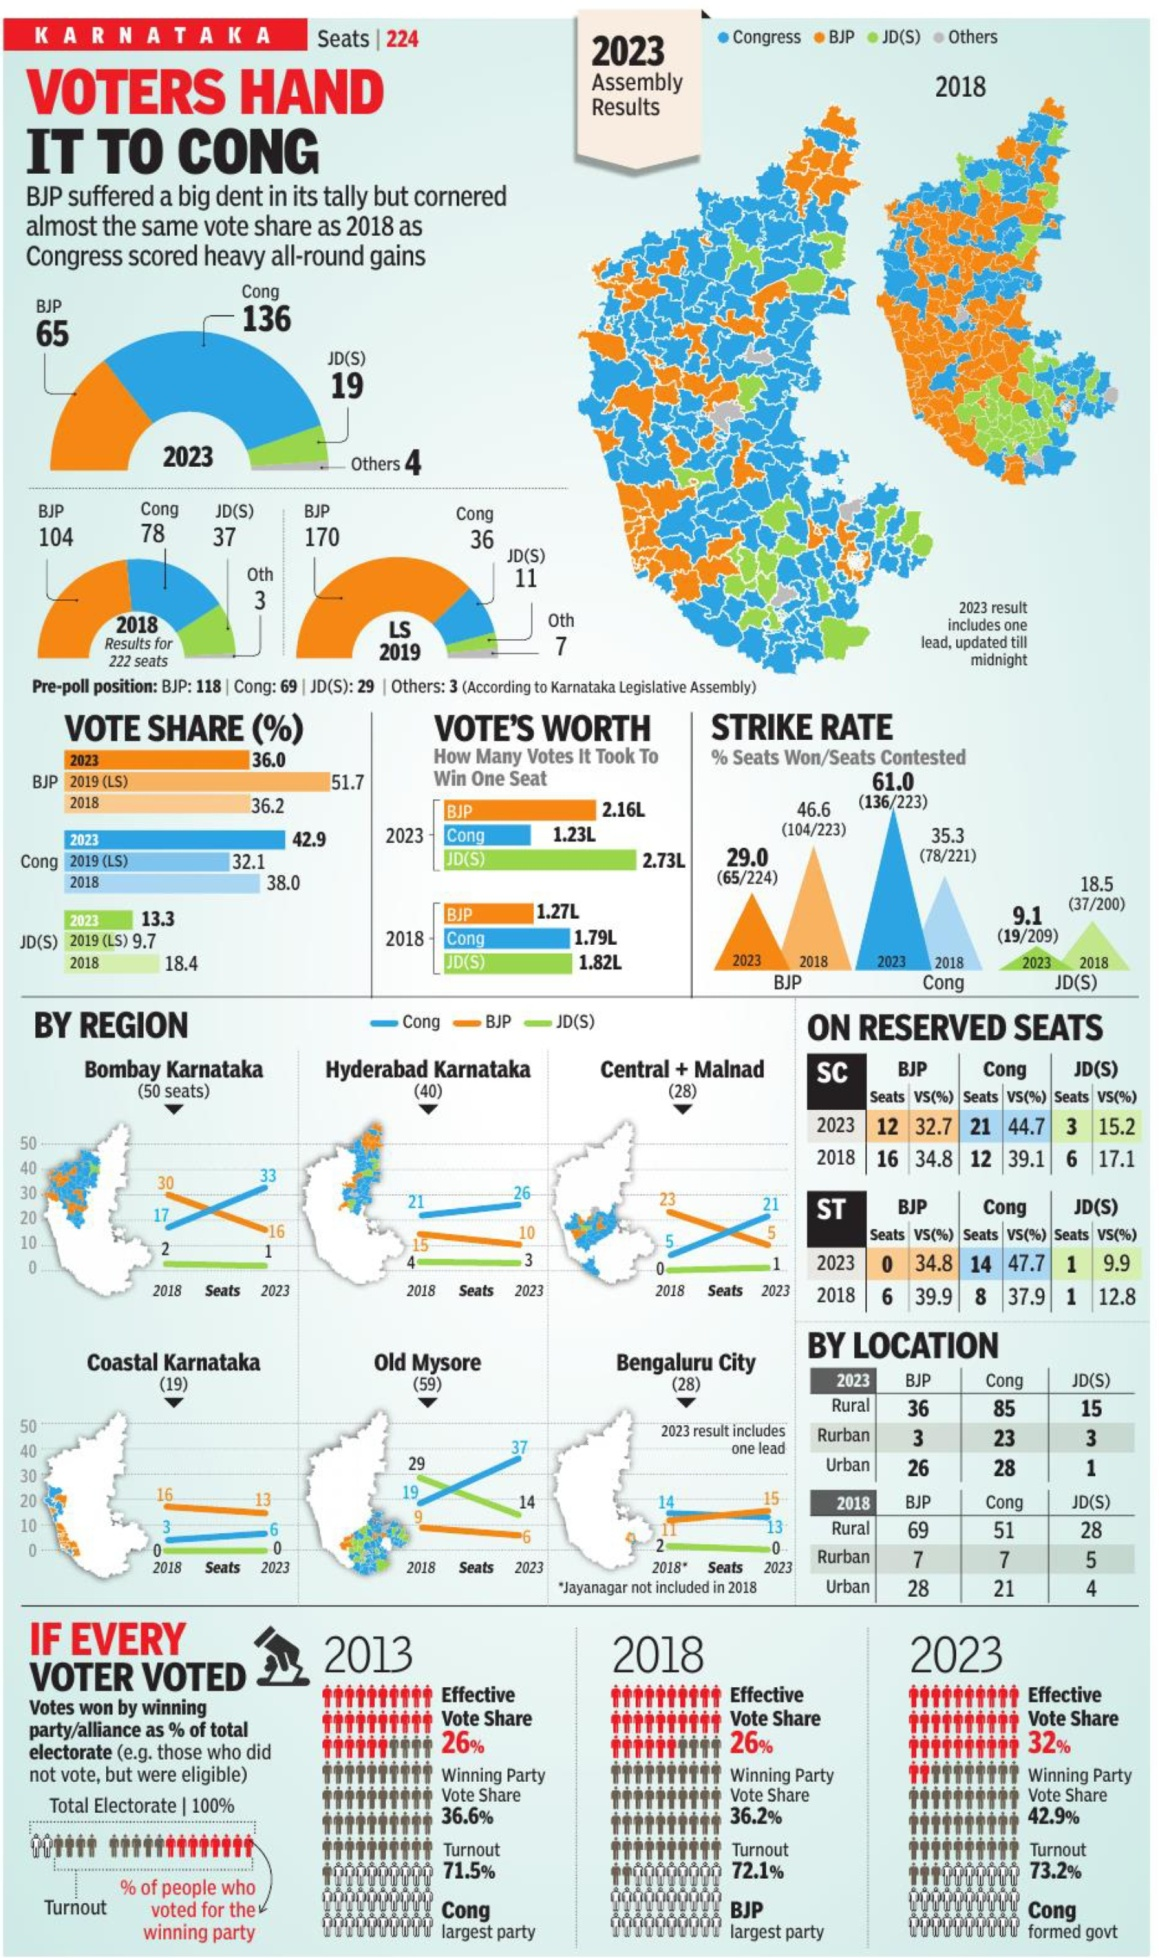 KARNATAKA
Seats | 224
VOTERS HAND
IT TO CONG
BJP suffered a big dent in its tally but cornered
almost the same vote share as 2018 as
Congress scored heavy all-round gains
2023
Assembly
Results
Congress BJP JD(S) Others
2018
BJP
65
Cong
136
JD(S)
19
Others 4
2023
BJP
104
Cong
78
JD(S)
37
Oth
3
2018
Results for
222 seats
BJP
170
Cong
36
JD(S)
11
Oth
7
LS
2019
2023 result
includes one
lead, updated till
midnight
Pre-poll position: BJP: 118 | Cong: 69 | JD(S): 29 | Others: 3 (According to Karnataka Legislative Assembly)
VOTE SHARE (%)
BJP
2023 36.0
2019 (LS) 51.7
2018 36.2
Cong
2023 42.9
2019 (LS) 32.1
2018 38.0
JD(S)
2023 13.3
2019 (LS) 9.7
2018 18.4
VOTE'S WORTH
How Many Votes It Took To
Win One Seat
2023
BJP 2.16L
Cong 1.23L
JD(S) 2.73L
2018
BJP 1.27L
Cong 1.79L
JD(S) 1.82L
STRIKE RATE
% Seats Won/Seats Contested
29.0
(65/224)
46.6
(104/223)
61.0
(136/223)
35.3
(78/221)
9.1
(19/209)
18.5
(37/200)
2023 2018 2023 2018 2023 2018
BJP Cong JD(S)
BY REGION
Cong BJP JD(S)
Bombay Karnataka
(50 seats)
50
40
30
20
10
0
30
17
2
33
16
1
2018 Seats 2023
Hyderabad Karnataka
(40)
21
15
4
26
10
3
2018 Seats 2023
Central + Malnad
(28)
23
5
0
21
5
1
2018 Seats 2023
Coastal Karnataka
(19)
50
40
30
20
10
0
16
3
0
13
6
0
2018 Seats 2023
Old Mysore
(59)
29
19
9
37
14
6
2018 Seats 2023
Bengaluru City
(28)
2023 result includes
one lead
14
11
2
15
13
0
2018* Seats 2023
*Jayanagar not included in 2018
ON RESERVED SEATS
SC BJP Cong JD(S)
Seats VS(%) Seats VS(%) Seats VS(%)
2023 12 32.7 21 44.7 3 15.2
2018 16 34.8 12 39.1 6 17.1
ST BJP Cong JD(S)
Seats VS(%) Seats VS(%) Seats VS(%)
2023 0 34.8 14 47.7 1 9.9
2018 6 39.9 8 37.9 1 12.8
BY LOCATION
2023 BJP Cong JD(S)
Rural 36 85 15
Rurban 3 23 3
Urban 26 28 1
2018 BJP Cong JD(S)
Rural 69 51 28
Rurban 7 7 5
Urban 28 21 4
IF EVERY
VOTER VOTED
Votes won by winning
party/alliance as % of total
electorate (e.g. those who did
not vote, but were eligible)
Total Electorate | 100%
Turnout
% of people who
voted for the
winning party
2013
Effective
Vote Share
26%
Winning Party
Vote Share
36.6%
Turnout
71.5%
Cong
largest party
2018
Effective
Vote Share
26%
Winning Party
Vote Share
36.2%
Turnout
72.1%
BJP
largest party
2023
Effective
Vote Share
32%
Winning Party
Vote Share
42.9%
Turnout
73.2%
Cong
formed govt